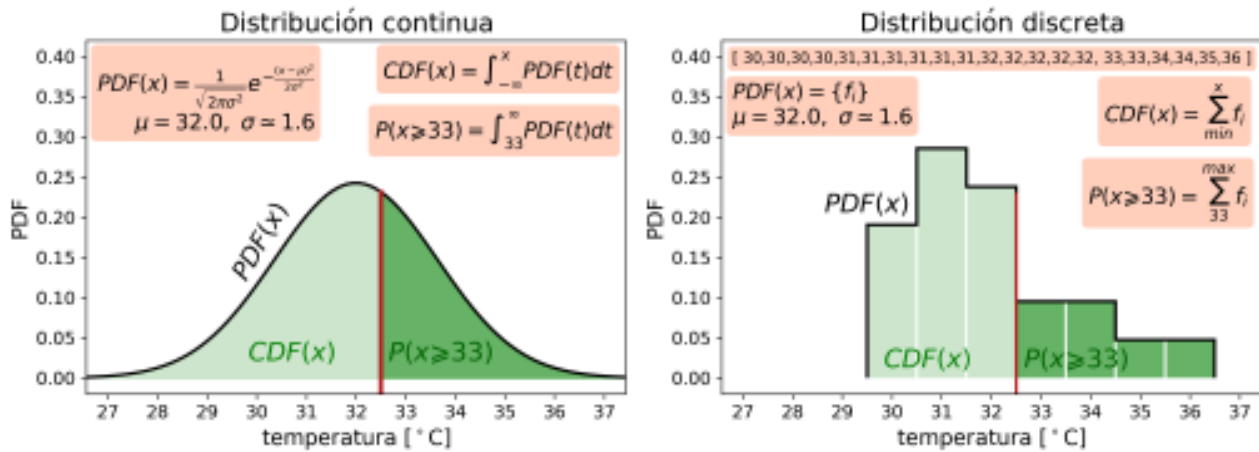 Distribución continua
PDF(x) = 1/√(2πσ²) e^(-(x-μ)²/(2σ²))
μ = 32.0, σ ≃ 1.6
CDF(x) = ∫_{-∞}^{x} PDF(t)dt
P(x⩾33) = ∫_{33}^{∞} PDF(t)dt
PDF
0.40
0.35
0.30
0.25
0.20
0.15
0.10
0.05
0.00
PDF(x)
CDF(x)
P(x⩾33)
27 28 29 30 31 32 33 34 35 36 37
temperatura [°C]
Distribución discreta
[ 30,30,30,30,31,31,31,31,31,31,32,32,32,32,32, 33,33,34,34,35,36 ]
PDF(x) = {f_i}
μ = 32.0, σ ≃ 1.6
CDF(x) = ∑_{min}^{x} f_i
P(x⩾33) = ∑_{33}^{max} f_i
PDF
0.40
0.35
0.30
0.25
0.20
0.15
0.10
0.05
0.00
PDF(x)
CDF(x)
P(x⩾33)
27 28 29 30 31 32 33 34 35 36 37
temperatura [°C]